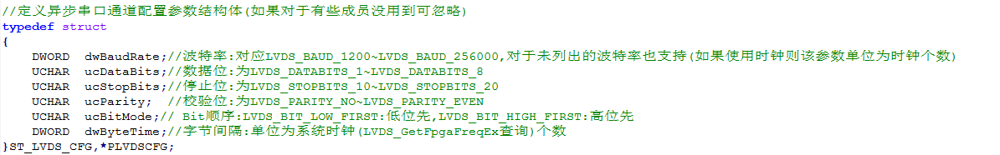 //定义异步串口通道配置参数结构体(如果对于有些成员没用到可忽略)
typedef struct
{
DWORD dwBaudRate;//波特率:对应LVDS_BAUD_1200~LVDS_BAUD_256000,对于未列出的波特率也支持(如果使用时钟则该参数单位为时钟个数)
UCHAR ucDataBits;//数据位:为LVDS_DATABITS_1~LVDS_DATABITS_8
UCHAR ucStopBits;//停止位:为LVDS_STOPBITS_10~LVDS_STOPBITS_20
UCHAR ucParity; //校验位:为LVDS_PARITY_NO~LVDS_PARITY_EVEN
UCHAR ucBitMode;// Bit顺序:LVDS_BIT_LOW_FIRST:低位先,LVDS_BIT_HIGH_FIRST:高位先
DWORD dwByteTime;//字节间隔:单位为系统时钟(LVDS_GetFpgaFreqEx查询)个数
}ST_LVDS_CFG,*PLVDSCFG;